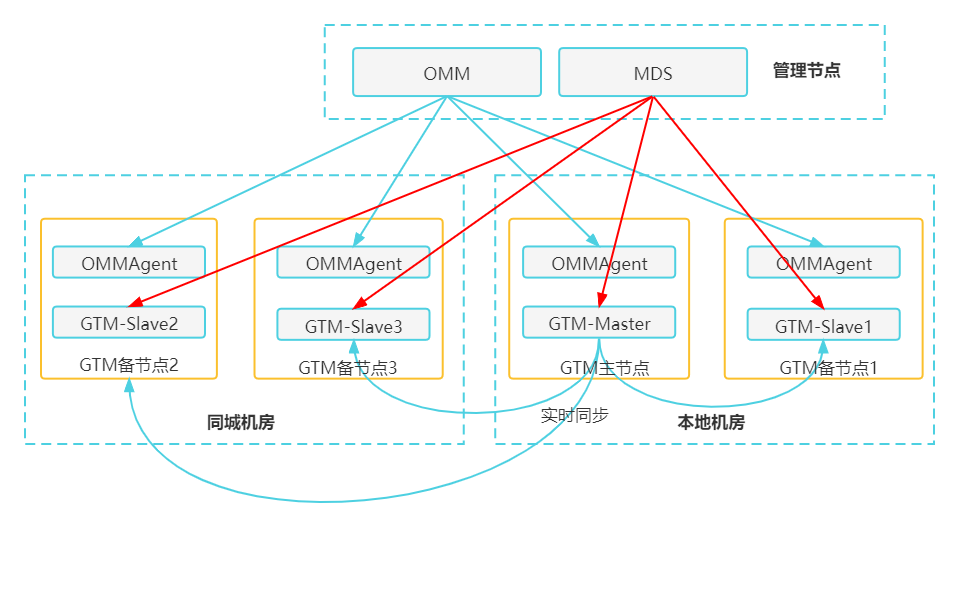 OMM
MDS
管理节点
OMMAgent
OMMAgent
OMMAgent
OMMAgent
GTM-Slave2
GTM-Slave3
GTM-Master
GTM-Slave1
GTM备节点2
GTM备节点3
GTM主节点
GTM备节点1
实时同步
同城机房
本地机房